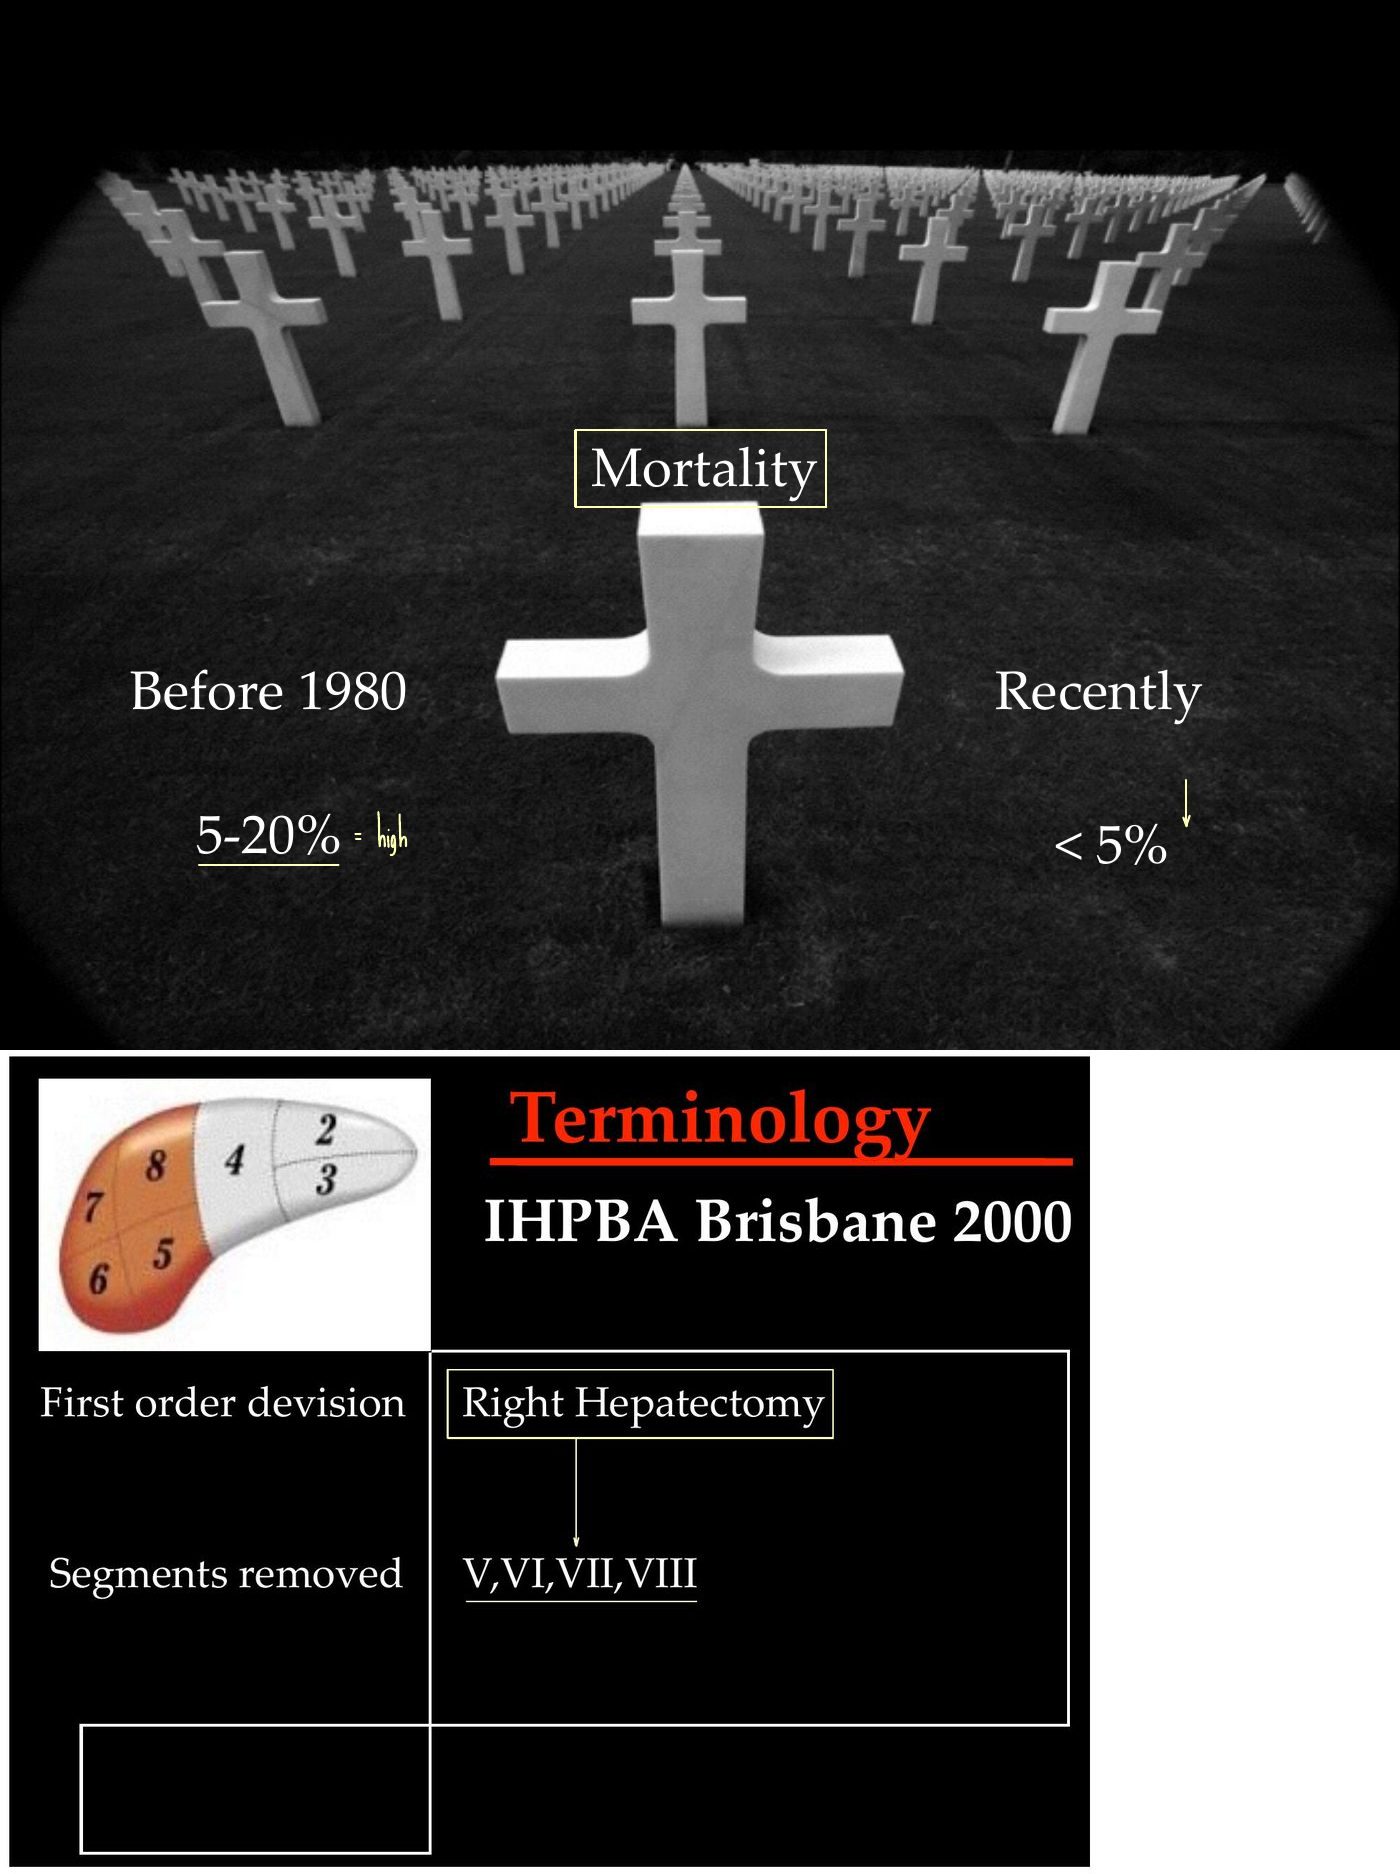 Mortality
Before 1980
Recently
5-20% = high
< 5%
Terminology
IHPBA Brisbane 2000
8
4
2
3
7
6
5
First order devision
Right Hepatectomy
Segments removed
V,VI,VII,VIII